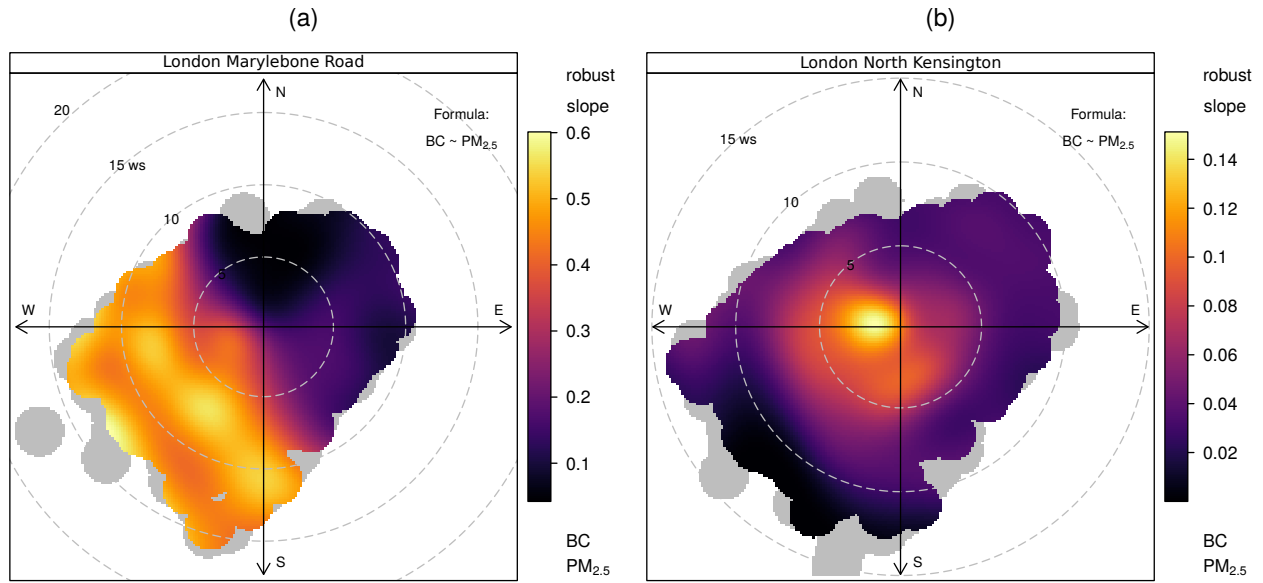 (a)
London Marylebone Road
20
15 ws
10
5
N
W
E
S
Formula:
BC ~ PM2.5
robust
slope
0.6
0.5
0.4
0.3
0.2
0.1
BC
PM2.5
(b)
London North Kensington
15 ws
10
5
N
W
E
S
Formula:
BC ~ PM2.5
robust
slope
0.14
0.12
0.10
0.08
0.06
0.04
0.02
BC
PM2.5